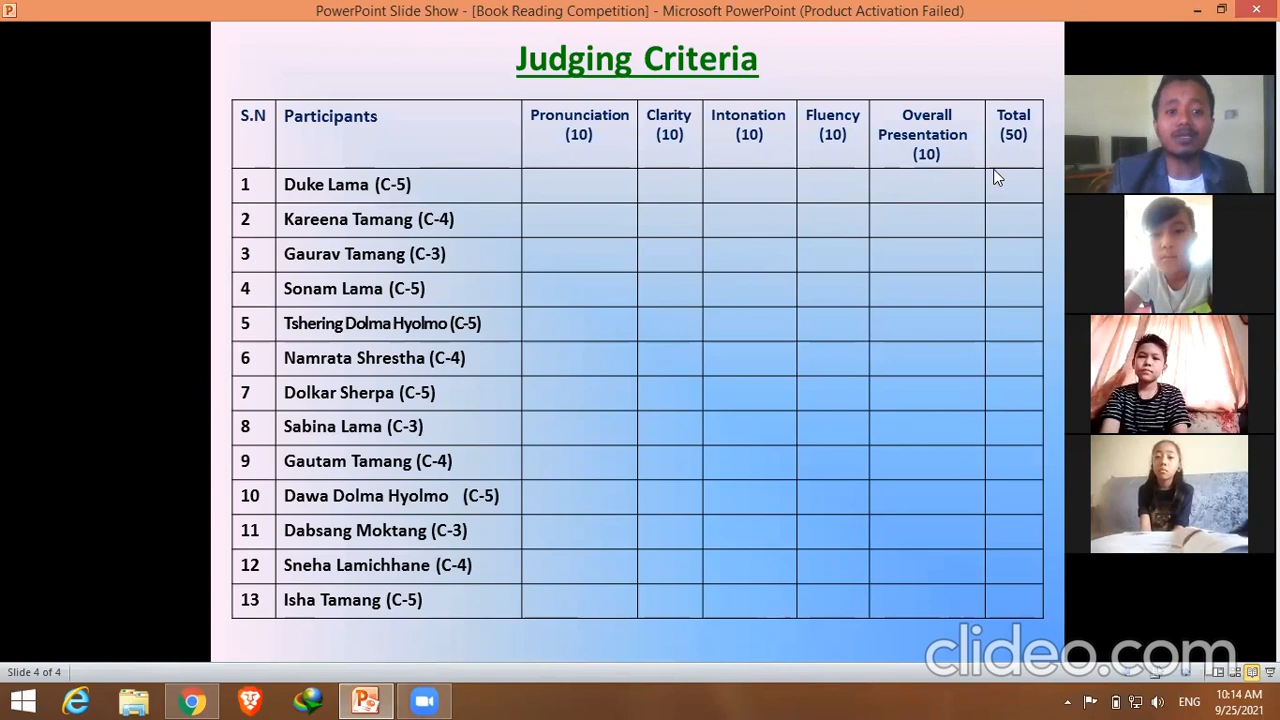 PowerPoint Slide Show - [Book Reading Competition] - Microsoft PowerPoint (Product Activation Failed)
Judging Criteria
S.N Participants Pronunciation (10) Clarity (10) Intonation (10) Fluency (10) Overall Presentation (10) Total (50)
1 Duke Lama (C-5)
2 Kareena Tamang (C-4)
3 Gaurav Tamang (C-3)
4 Sonam Lama (C-5)
5 Tshering Dolma Hyolmo (C-5)
6 Namrata Shrestha (C-4)
7 Dolkar Sherpa (C-5)
8 Sabina Lama (C-3)
9 Gautam Tamang (C-4)
10 Dawa Dolma Hyolmo (C-5)
11 Dabsang Moktang (C-3)
12 Sneha Lamichhane (C-4)
13 Isha Tamang (C-5)
clideo.com
Slide 4 of 4
ENG
10:14 AM
9/25/2021